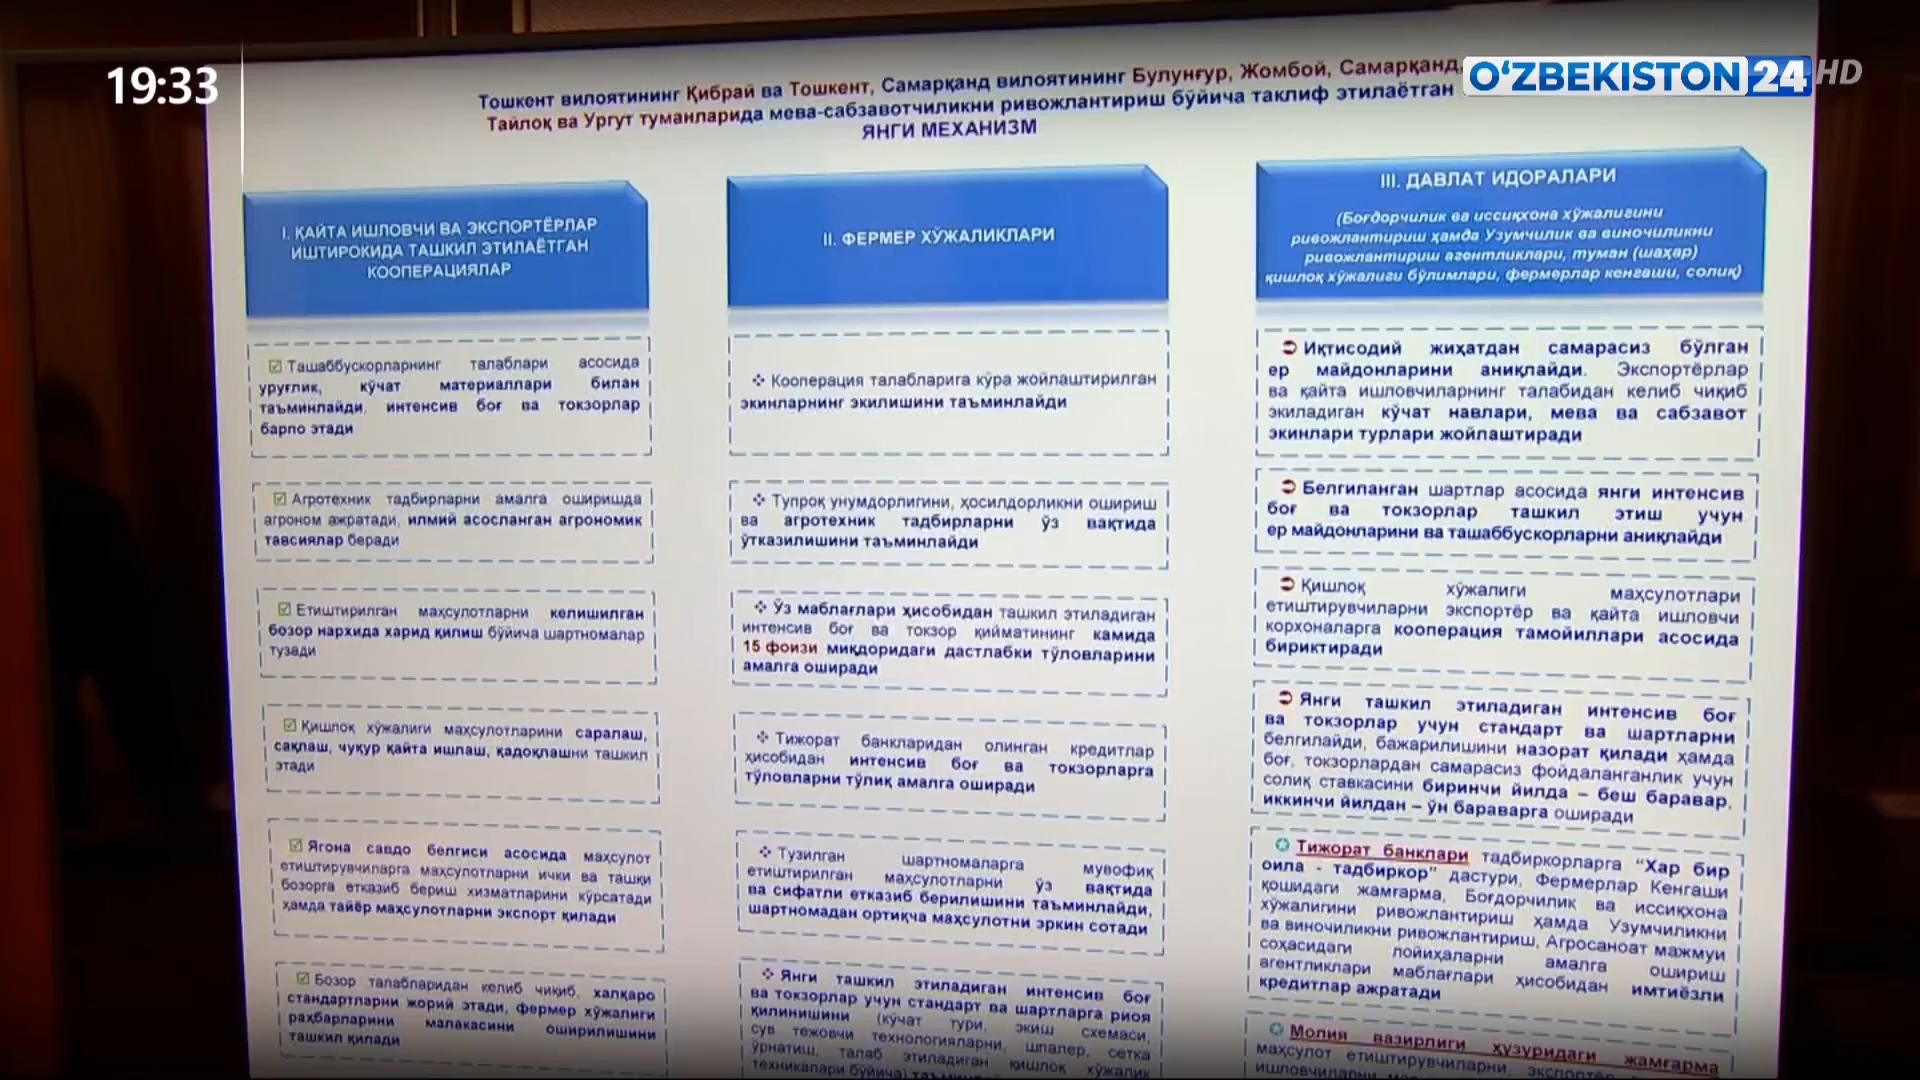 19:33
O‘ZBEKISTON 24 HD
Тошкент вилоятининг Қибрай ва Тошкент, Самарқанд вилоятининг Булунғур, Жомбой, Самарқанд,
Тайлоқ ва Ургут туманларида мева-сабзавотчиликни ривожлантириш бўйича таклиф этилаётган
ЯНГИ МЕХАНИЗМ
I. ҚАЙТА ИШЛОВЧИ ВА ЭКСПОРТЁРЛАР
ИШТИРОКИДА ТАШКИЛ ЭТИЛАЁТГАН
КООПЕРАЦИЯЛАР
Ташаббускорларнинг талаблари асосида
уруғлик, кўчат материаллари билан
таъминлайди, интенсив боғ ва токзорлар
барпо этади
Агротехник тадбирларни амалга оширишда
агроном ажратади, илмий асосланган агрономик
тавсиялар беради
Етиштирилган маҳсулотларни келишилган
бозор нархида харид қилиш бўйича шартномалар
тузади
Қишлоқ хўжалиги маҳсулотларини саралаш,
сақлаш, чуқур қайта ишлаш, қадоқлашни ташкил
этади
Ягона савдо белгиси асосида маҳсулот
етиштирувчиларга маҳсулотларни ички ва ташқи
бозорга етказиб бериш хизматларини кўрсатади
ҳамда тайёр маҳсулотларни экспорт қилади
Бозор талабларидан келиб чиқиб, халқаро
стандартларни жорий этади, фермер хўжалиги
раҳбарларини малакасини оширилишини
ташкил қилади
II. ФЕРМЕР ХЎЖАЛИКЛАРИ
Кооперация талабларига кўра жойлаштирилган
экинларнинг экилишини таъминлайди
Тупроқ унумдорлигини, ҳосилдорликни ошириш
ва агротехник тадбирларни ўз вақтида
ўтказилишини таъминлайди
Ўз маблағлари ҳисобидан ташкил этиладиган
интенсив боғ ва токзор қийматининг камида
15 фоизи миқдоридаги дастлабки тўловларини
амалга оширади
Тижорат банкларидан олинган кредитлар
ҳисобидан интенсив боғ ва токзорларга
тўловларни тўлиқ амалга оширади
Тузилган шартномаларга мувофиқ
етиштирилган маҳсулотларни ўз вақтида
ва сифатли етказиб берилишини таъминлайди,
шартномадан ортиқча маҳсулотни эркин сотади
Янги ташкил этиладиган интенсив боғ
ва токзорлар учун стандарт ва шартларга риоя
қилинишини (кўчат тури, экиш схемаси,
сув тежовчи технологияларни, шпалер, сетка
ўрнатиш, талаб этиладиган қишлоқ хўжалик
техникалари бўйича)
III. ДАВЛАТ ИДОРАЛАРИ
(Боғдорчилик ва иссиқхона хўжалигини
ривожлантириш ҳамда Узумчилик ва виночиликни
ривожлантириш агентликлари, туман (шаҳар)
қишлоқ хўжалиги бўлимлари, фермерлар кенгаши, солиқ)
Иқтисодий жиҳатдан самарасиз бўлган
ер майдонларини аниқлайди. Экспортёрлар
ва қайта ишловчиларнинг талабидан келиб чиқиб
экиладиган кўчат навлари, мева ва сабзавот
экинлари турлари жойлаштиради
Белгиланган шартлар асосида янги интенсив
боғ ва токзорлар ташкил этиш учун
ер майдонларини ва ташаббускорларни аниқлайди
Қишлоқ хўжалиги маҳсулотлари
етиштирувчиларни экспортёр ва қайта ишловчи
корхоналарга кооперация тамойиллари асосида
бириктиради
Янги ташкил этиладиган интенсив боғ
ва токзорлар учун стандарт ва шартларни
белгилайди, бажарилишини назорат қилади ҳамда
боғ, токзорлардан самарасиз фойдаланганлик учун
солиқ ставкасини биринчи йилда – беш баравар,
иккинчи йилдан – ўн бараварга оширади
Тижорат банклари тадбиркорларга “Хар бир
оила - тадбиркор” дастури, Фермерлар Кенгаши
қошидаги жамғарма, Боғдорчилик ва иссиқхона
хўжалигини ривожлантириш ҳамда Узумчиликни
ва виночиликни ривожлантириш, Агросаноат мажмуи
соҳасидаги лойиҳаларни амалга ошириш
агентликлари маблағлари ҳисобидан имтиёзли
кредитлар ажратади
Молия вазирлиги ҳузуридаги жамғарма
маҳсулот етиштирувчиларни экспортёр